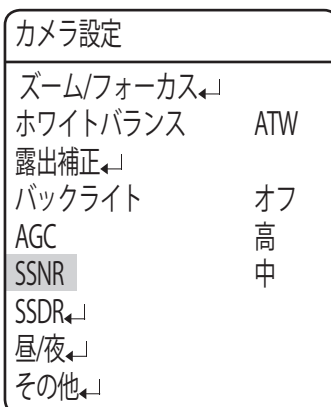 カメラ設定
ズーム/フォーカス↵
ホワイトバランス ATW
露出補正↵
バックライト オフ
AGC 高
SSNR 中
SSDR↵
昼/夜↵
その他↵